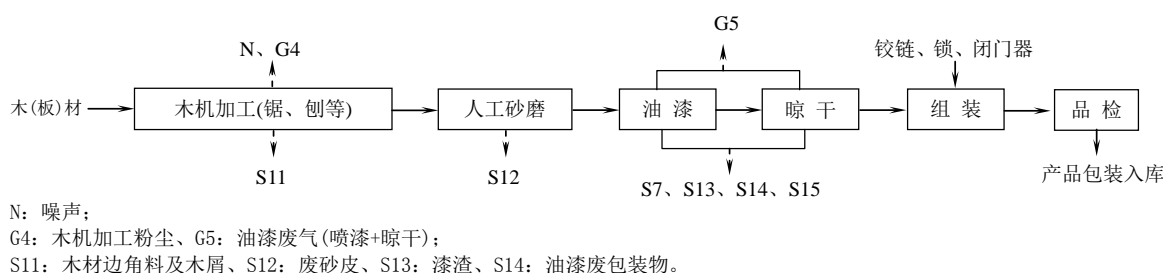 G5
N、G4
铰链、锁、闭门器
木(板)材
木机加工(锯、刨等)
人工砂磨
油 漆
晾 干
组 装
品 检
S11
S12
S7、S13、S14、S15
产品包装入库
N: 噪声;
G4: 木机加工粉尘、G5: 油漆废气(喷漆+晾干);
S11: 木材边角料及木屑、S12: 废砂皮、S13: 漆渣、S14: 油漆废包装物。